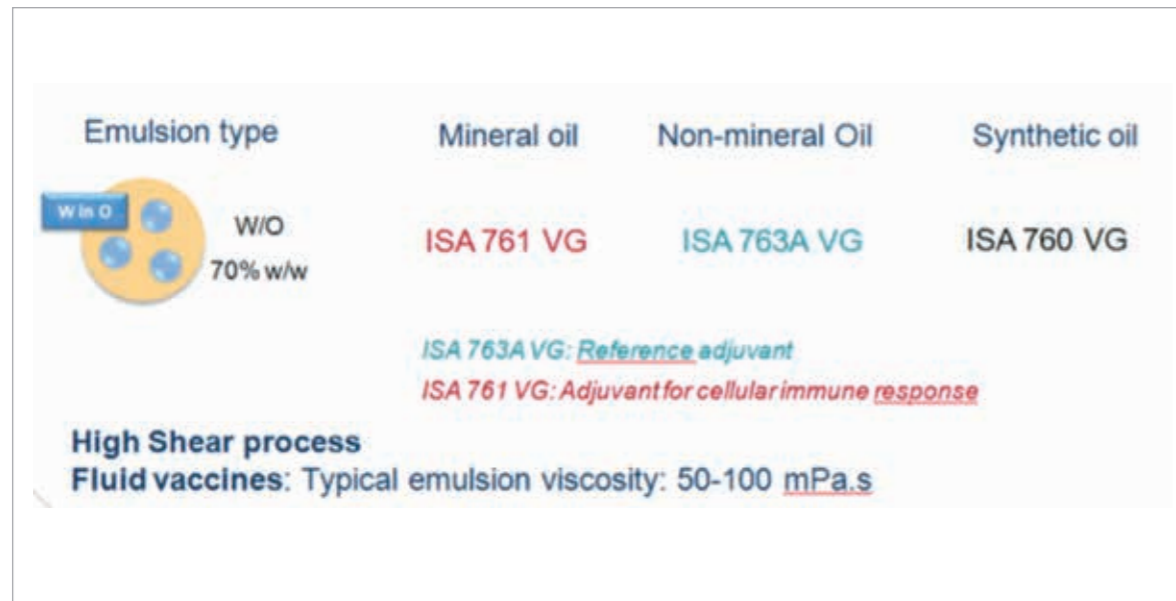 Emulsion type Mineral oil Non-mineral Oil Synthetic oil
W in O
W/O
70% w/w
ISA 761 VG ISA 763A VG ISA 760 VG
ISA 763A VG: Reference adjuvant
ISA 761 VG: Adjuvant for cellular immune response
High Shear process
Fluid vaccines: Typical emulsion viscosity: 50-100 mPa.s